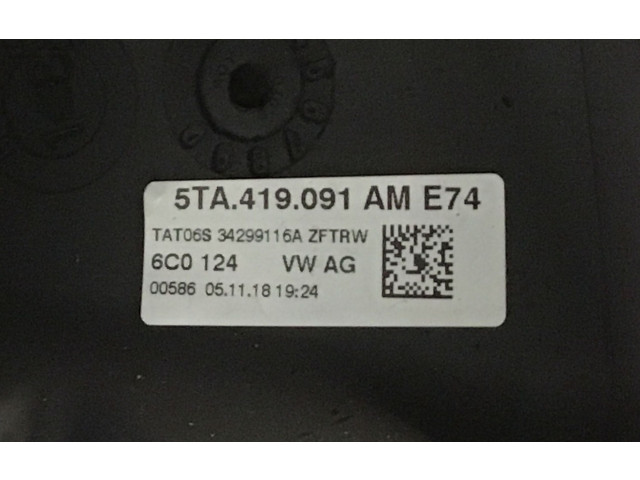 5TA.419.091 AM E74
TAT06S 34299116A ZFTRW
6C0 124 VW AG
00586 05.11.18 19:24